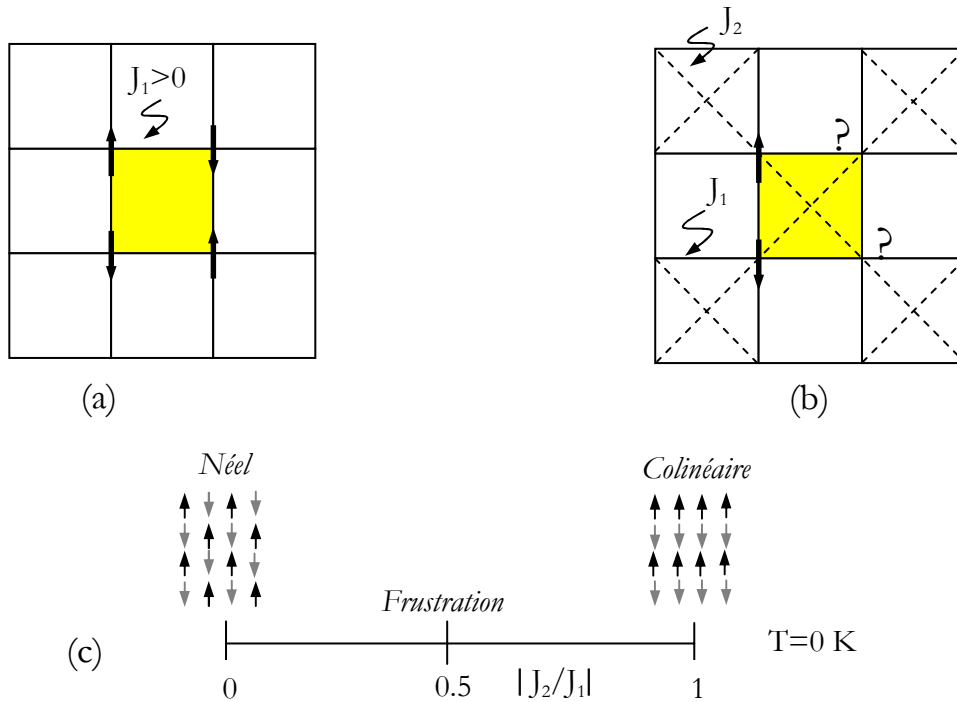 J₁>0
(a)
J₂
?
J₁
?
(b)
Néel
Colinéaire
Frustration
(c)
T=0 K
0
0.5
|J₂/J₁|
1